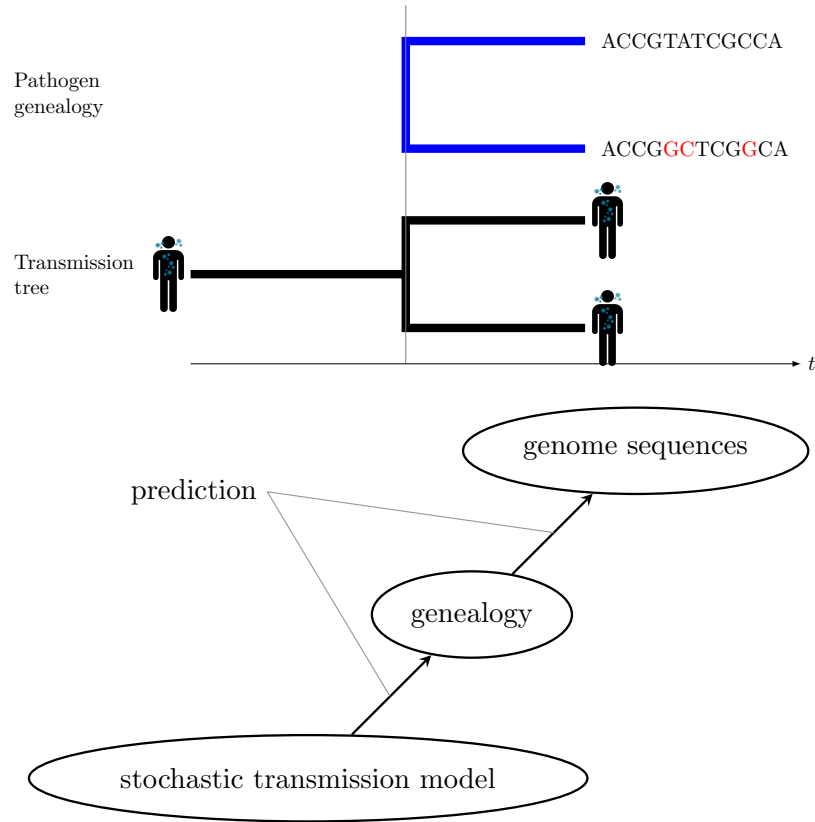 ACCGTATCGCCA
Pathogen
genealogy
ACCGGCTCGGCA
Transmission
tree
t
genome sequences
prediction
genealogy
stochastic transmission model